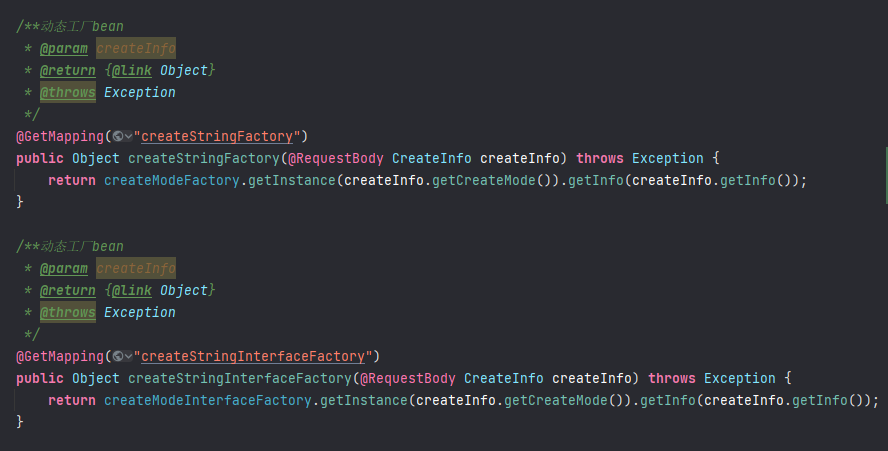 /**动态工厂bean
 * @param createInfo
 * @return {@link Object}
 * @throws Exception
 */
@GetMapping("createStringFactory")
public Object createStringFactory(@RequestBody CreateInfo createInfo) throws Exception {
    return createModeFactory.getInstance(createInfo.getCreateMode()).getInfo(createInfo.getInfo());
}
/**动态工厂bean
 * @param createInfo
 * @return {@link Object}
 * @throws Exception
 */
@GetMapping("createStringInterfaceFactory")
public Object createStringInterfaceFactory(@RequestBody CreateInfo createInfo) throws Exception {
    return createModeInterfaceFactory.getInstance(createInfo.getCreateMode()).getInfo(createInfo.getInfo());
}